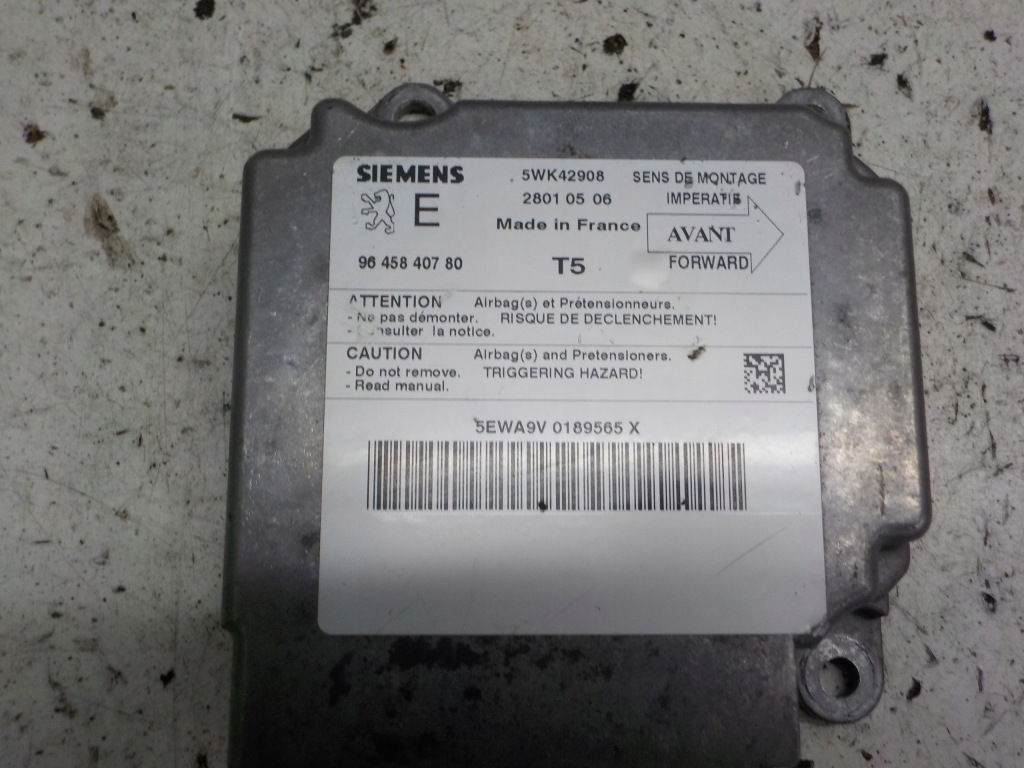 SIEMENS 5WK42908 SENS DE MONTAGE
E 2801 05 06 IMPERATIF
Made in France AVANT
96 458 407 80 T5 FORWARD
ATTENTION Airbag(s) et Prétensionneurs.
- Ne pas démonter. RISQUE DE DECLENCHEMENT!
- la notice.
CAUTION Airbag(s) and Pretensioners.
- Do not remove. TRIGGERING HAZARD!
- Read manual.
5EWA9V 0189565 X